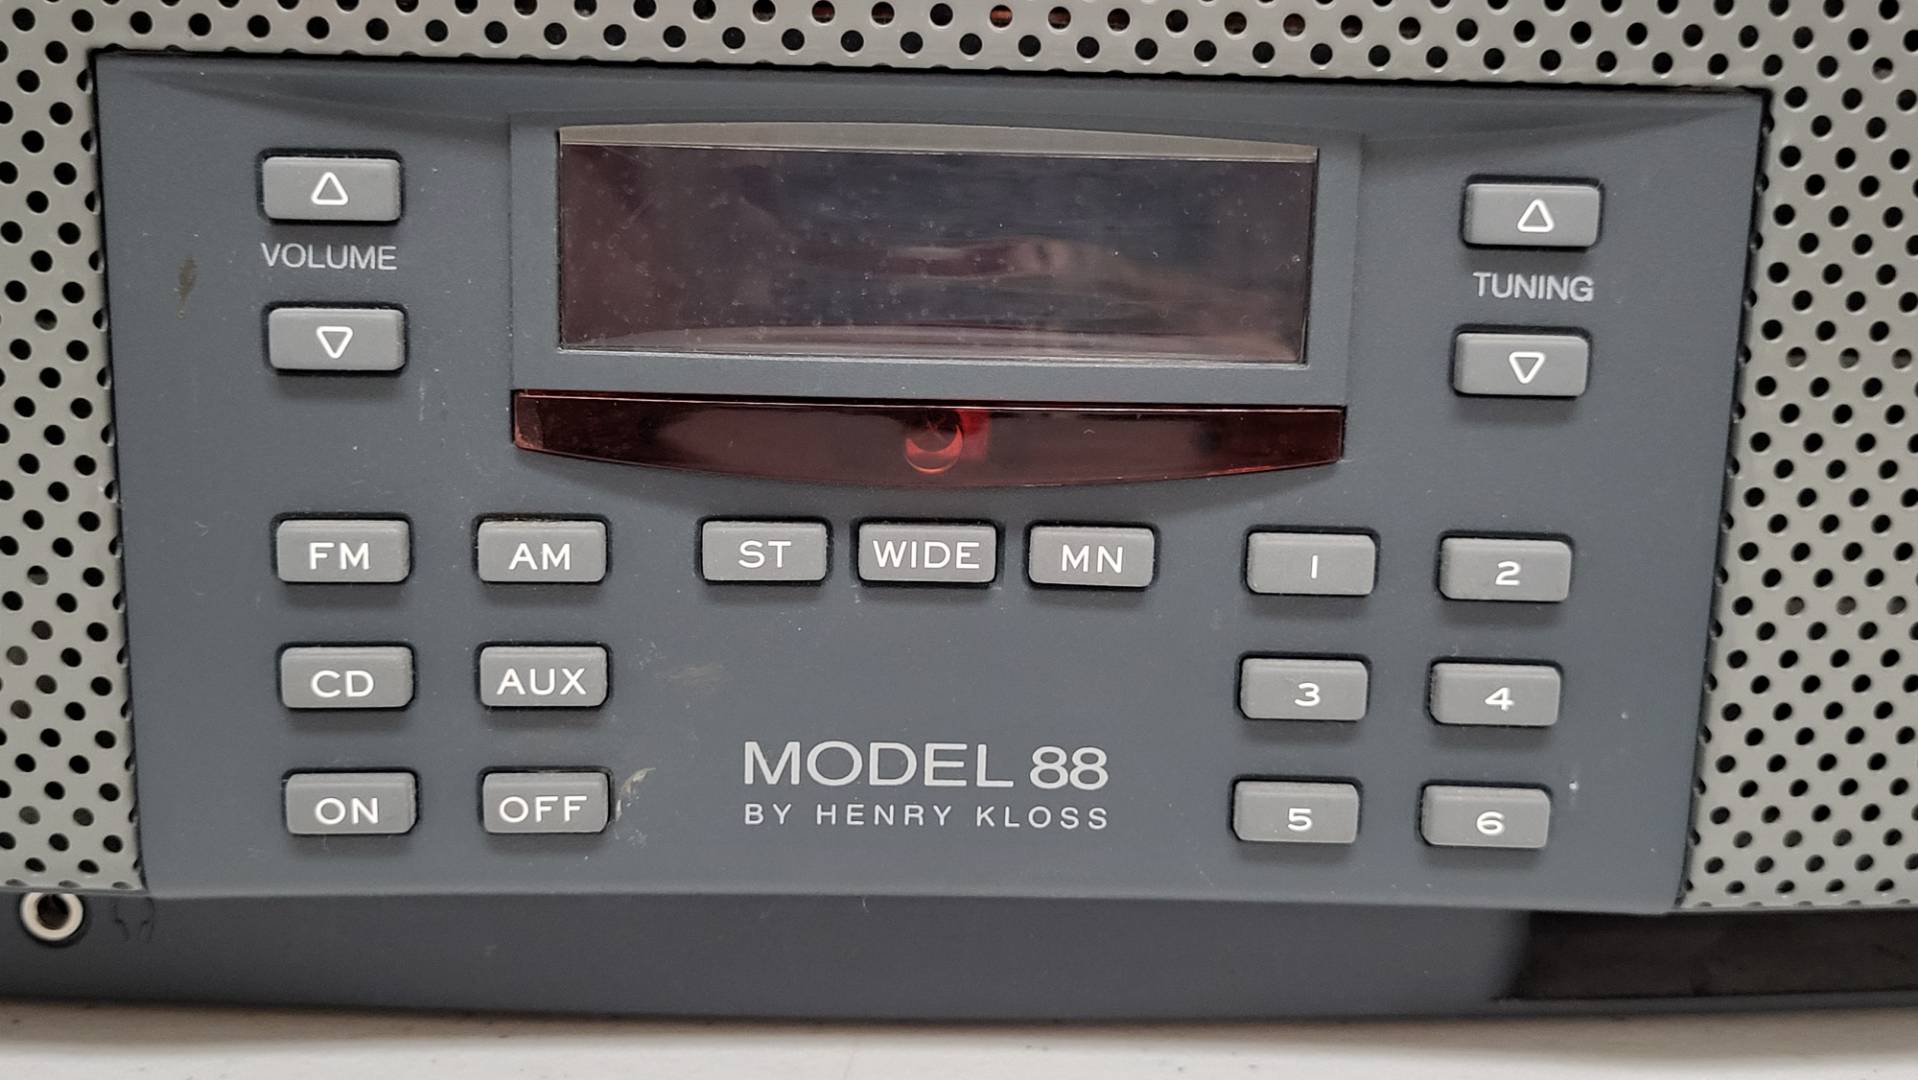 VOLUME
TUNING
FM
AM
ST
WIDE
MN
1
2
CD
AUX
3
4
ON
OFF
MODEL 88
BY HENRY KLOSS
5
6